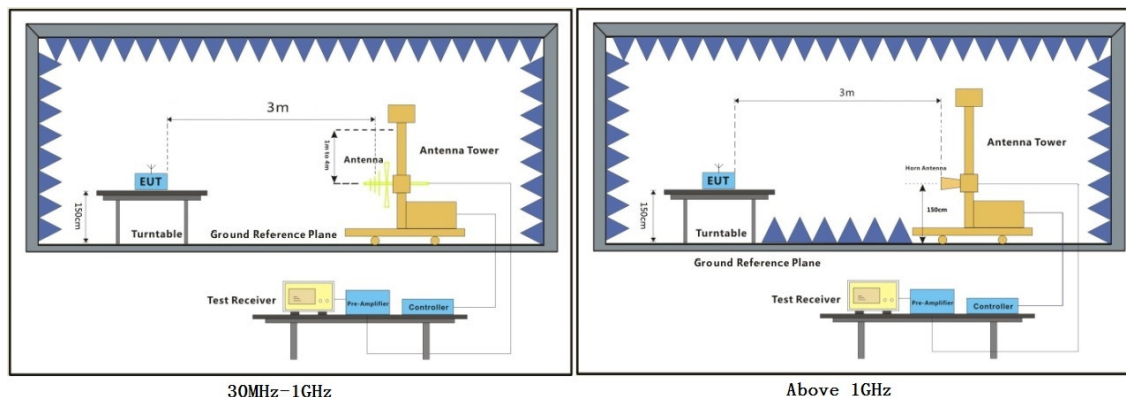 3m
1m to 4m
Antenna
Antenna Tower
EUT
150cm
Turntable
Ground Reference Plane
Test Receiver
Pre-Amplifier
Controller
30MHz-1GHz
3m
Antenna Tower
Horn Antenna
EUT
150cm
150cm
Turntable
Ground Reference Plane
Test Receiver
Pre-Amplifier
Controller
Above 1GHz